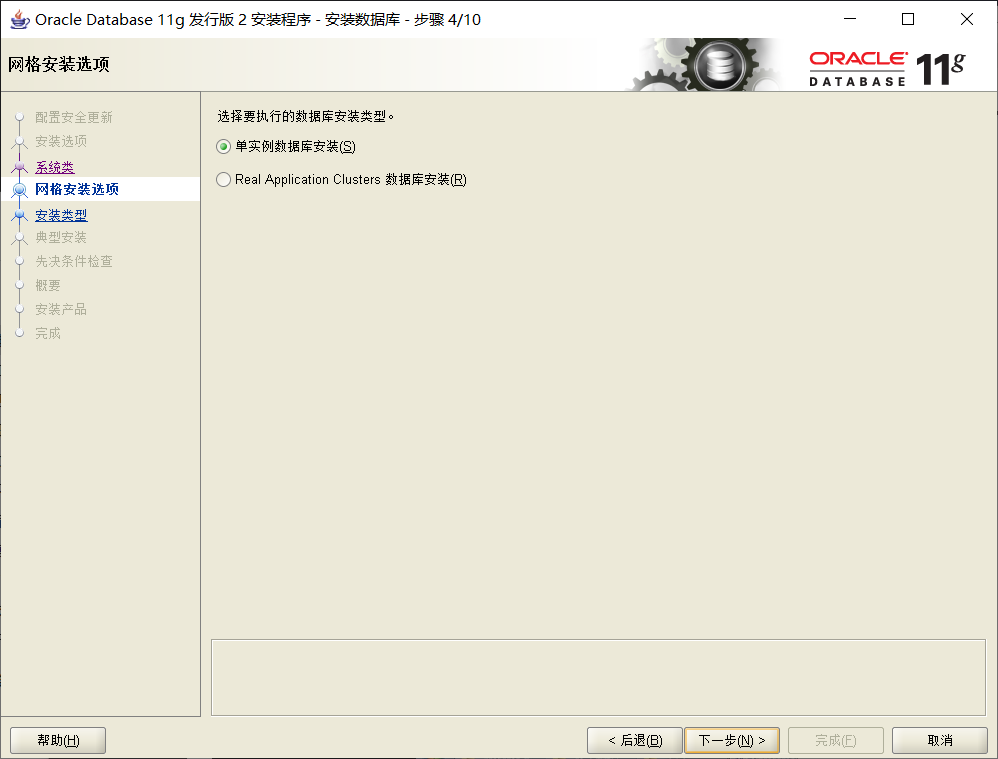 Oracle Database 11g 发行版 2 安装程序 - 安装数据库 - 步骤 4/10
网格安装选项
ORACLE
DATABASE
11g
配置安全更新
安装选项
系统类
网格安装选项
安装类型
典型安装
先决条件检查
概要
安装产品
完成
选择要执行的数据库安装类型。
单实例数据库安装(S)
Real Application Clusters 数据库安装(R)
帮助(H)
< 后退(B)
下一步(N) >
完成(F)
取消